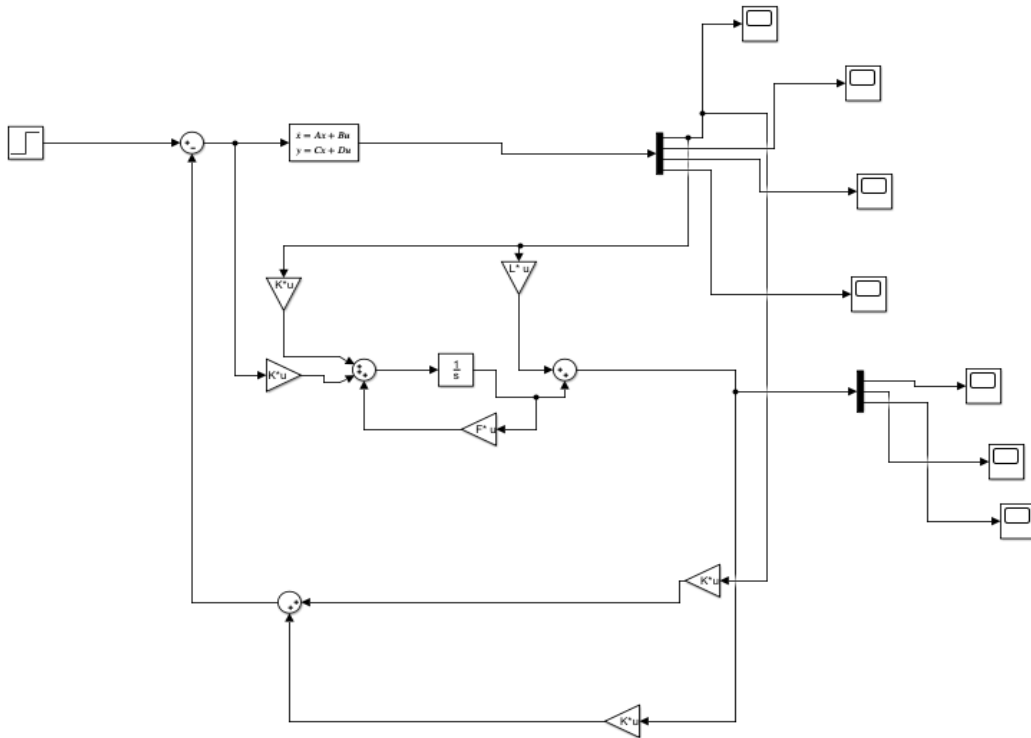 ẋ = Ax + Bu
y = Cx + Du
L* u
K*u
1
s
K*u
F* u
K*u
K*u